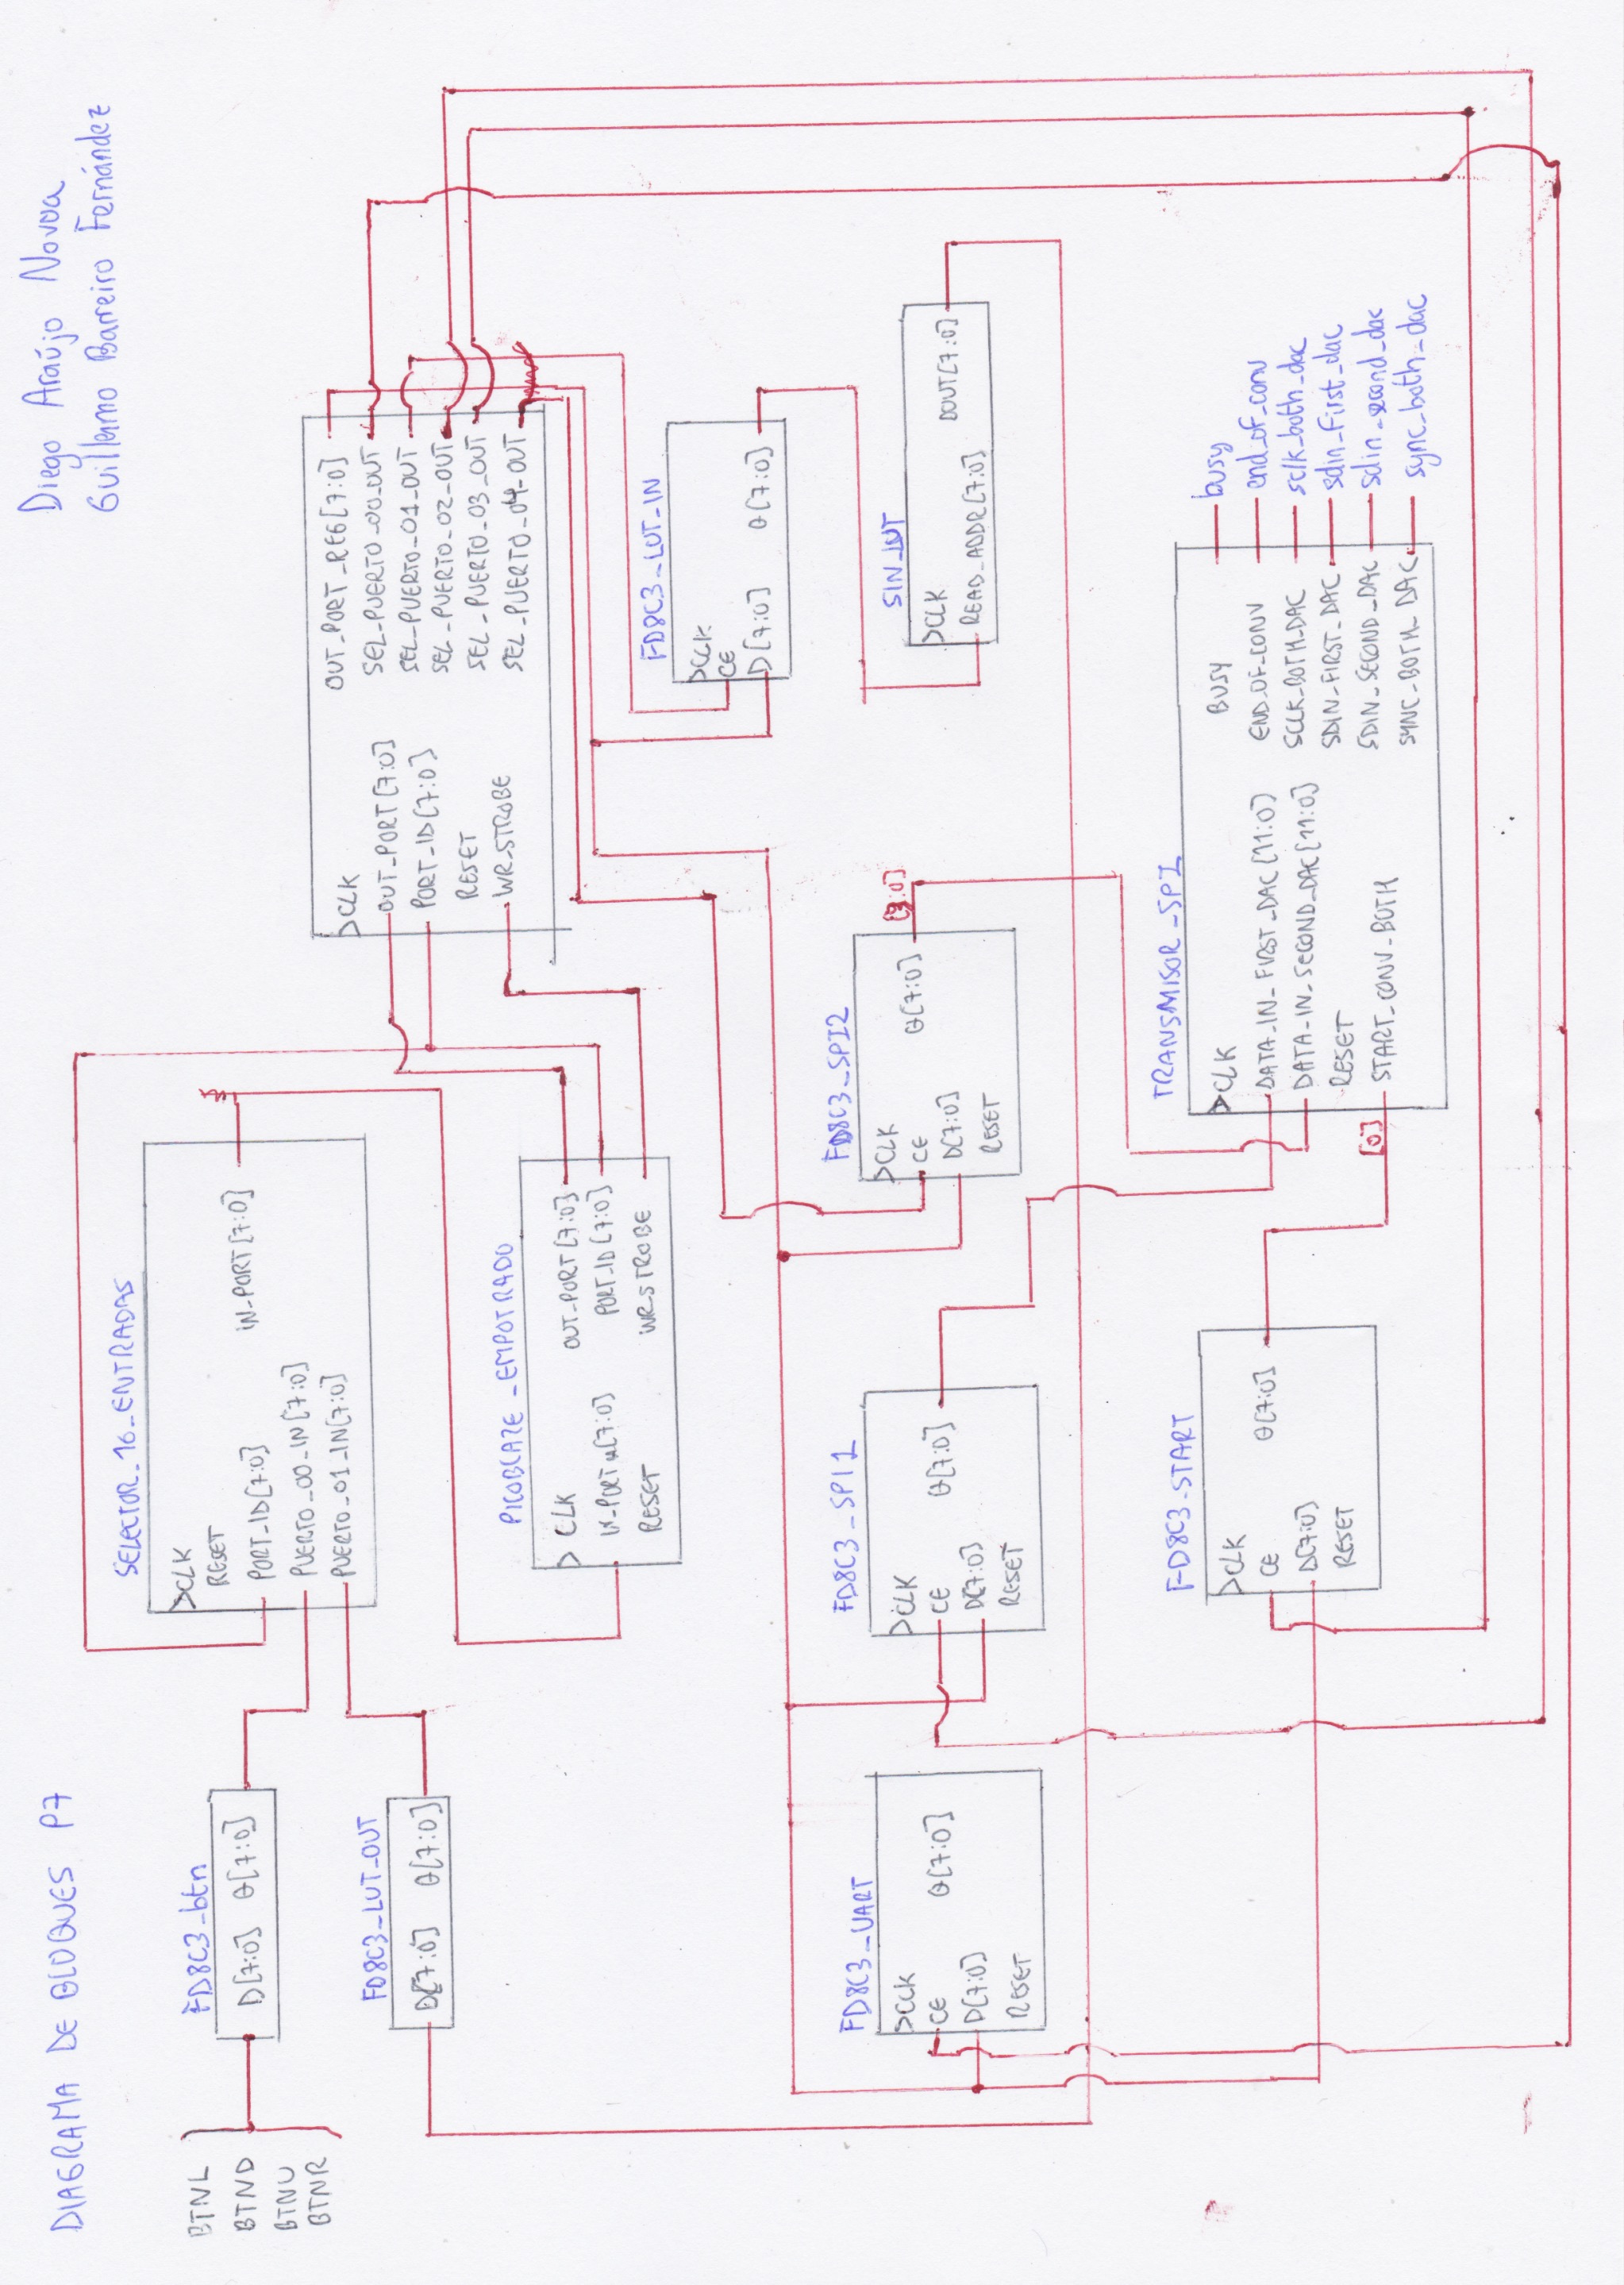 DIAGRAMA DE BLOQUES P7
Diego Araújo Novoa
Guillermo Barreiro Fernández
SELECTOR_16_ENTRADAS
CLK
RESET
PORT_ID[7:0]
PUERTO_00_IN[7:0]
PUERTO_01_IN[7:0]
IN_PORT[7:0]
BTNL
BTND
BTNU
BTNR
FD8C3_btn
D[7:0] Q[7:0]
FD8C3_LUT_OUT
D[7:0] Q[7:0]
CLK
OUT_PORT[7:0]
PORT_ID[7:0]
RESET
WR_STROBE
OUT_PORT_REG[7:0]
SEL_PUERTO_00_OUT
SEL_PUERTO_01_OUT
SEL_PUERTO_02_OUT
SEL_PUERTO_03_OUT
SEL_PUERTO_04_OUT
PICOBLAZE_EMPOTRADO
CLK
IN_PORT[7:0]
RESET
OUT_PORT[7:0]
PORT_ID[7:0]
WR_STROBE
FD8C3_LUT_IN
CLK
CE
D[7:0] Q[7:0]
FD8C3_UART
CLK
CE
D[7:0]
RESET
Q[7:0]
FD8C3_SPI1
CLK
CE
D[7:0]
RESET
Q[7:0]
FD8C3_SPI2
CLK
CE
D[7:0]
RESET
Q[7:0]
[3:0]
SIN_LUT
CLK
READ_ADDR[7:0]
DOUT[7:0]
FD8C3_START
CLK
CE
D[7:0]
RESET
Q[7:0]
[0]
TRANSMISOR_SPI
CLK
DATA_IN_FIRST_DAC[11:0]
DATA_IN_SECOND_DAC[11:0]
RESET
START_CONV_BOTH
BUSY
END_OF_CONV
SCLK_BOTH_DAC
SDIN_FIRST_DAC
SDIN_SECOND_DAC
SYNC_BOTH_DAC
busy
end_of_conv
sclk_both_dac
sdin_first_dac
sdin_second_dac
sync_both_dac